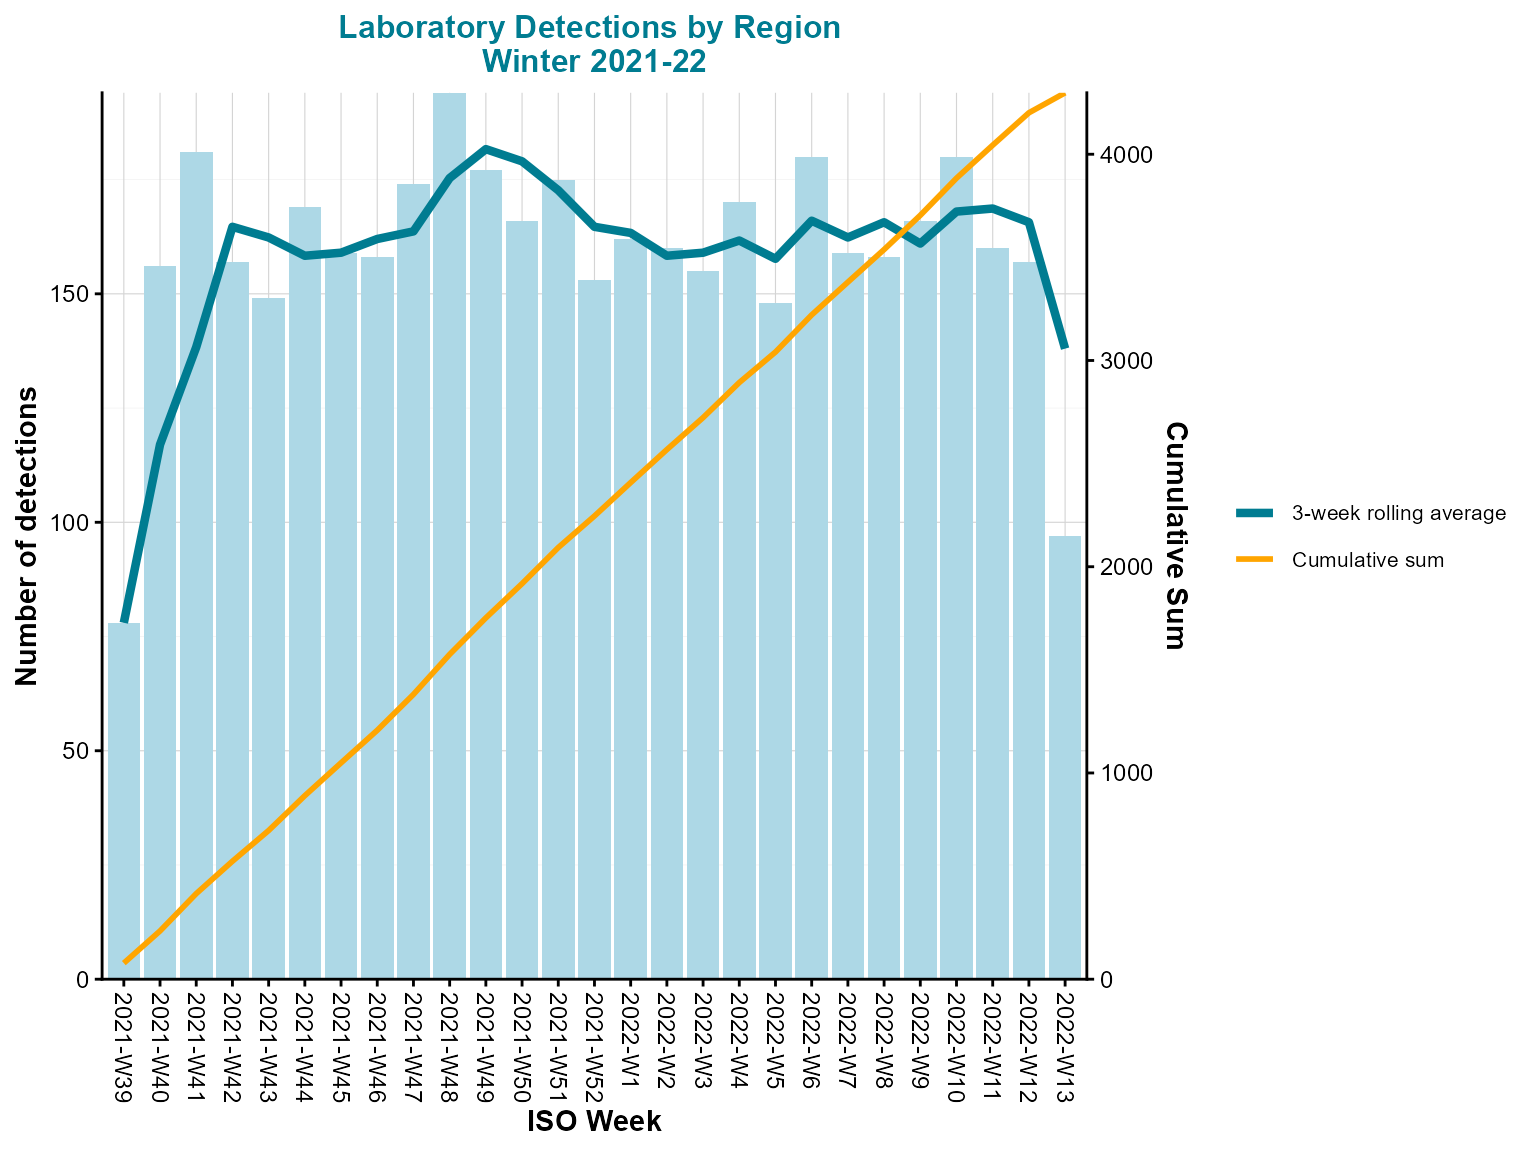 Laboratory Detections by Region
Winter 2021-22
Number of detections
150
100
50
0
4000
3000
2000
1000
0
Cumulative Sum
3-week rolling average
Cumulative sum
2021-W39
2021-W40
2021-W41
2021-W42
2021-W43
2021-W44
2021-W45
2021-W46
2021-W47
2021-W48
2021-W49
2021-W50
2021-W51
2021-W52
2022-W1
2022-W2
2022-W3
2022-W4
2022-W5
2022-W6
2022-W7
2022-W8
2022-W9
2022-W10
2022-W11
2022-W12
2022-W13
ISO Week